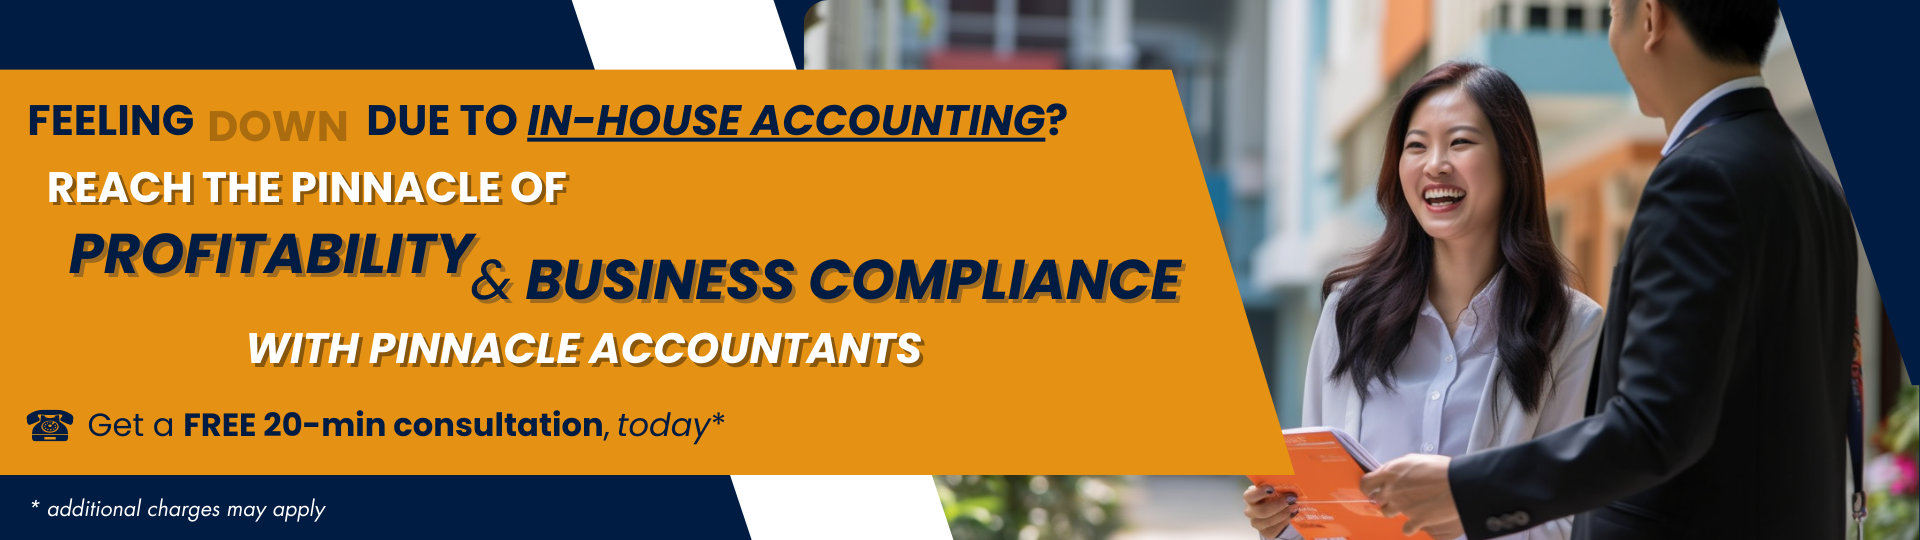 FEELING DOWN DUE TO IN-HOUSE ACCOUNTING?
REACH THE PINNACLE OF
PROFITABILITY & BUSINESS COMPLIANCE
WITH PINNACLE ACCOUNTANTS
☎ Get a FREE 20-min consultation, today*
* additional charges may apply